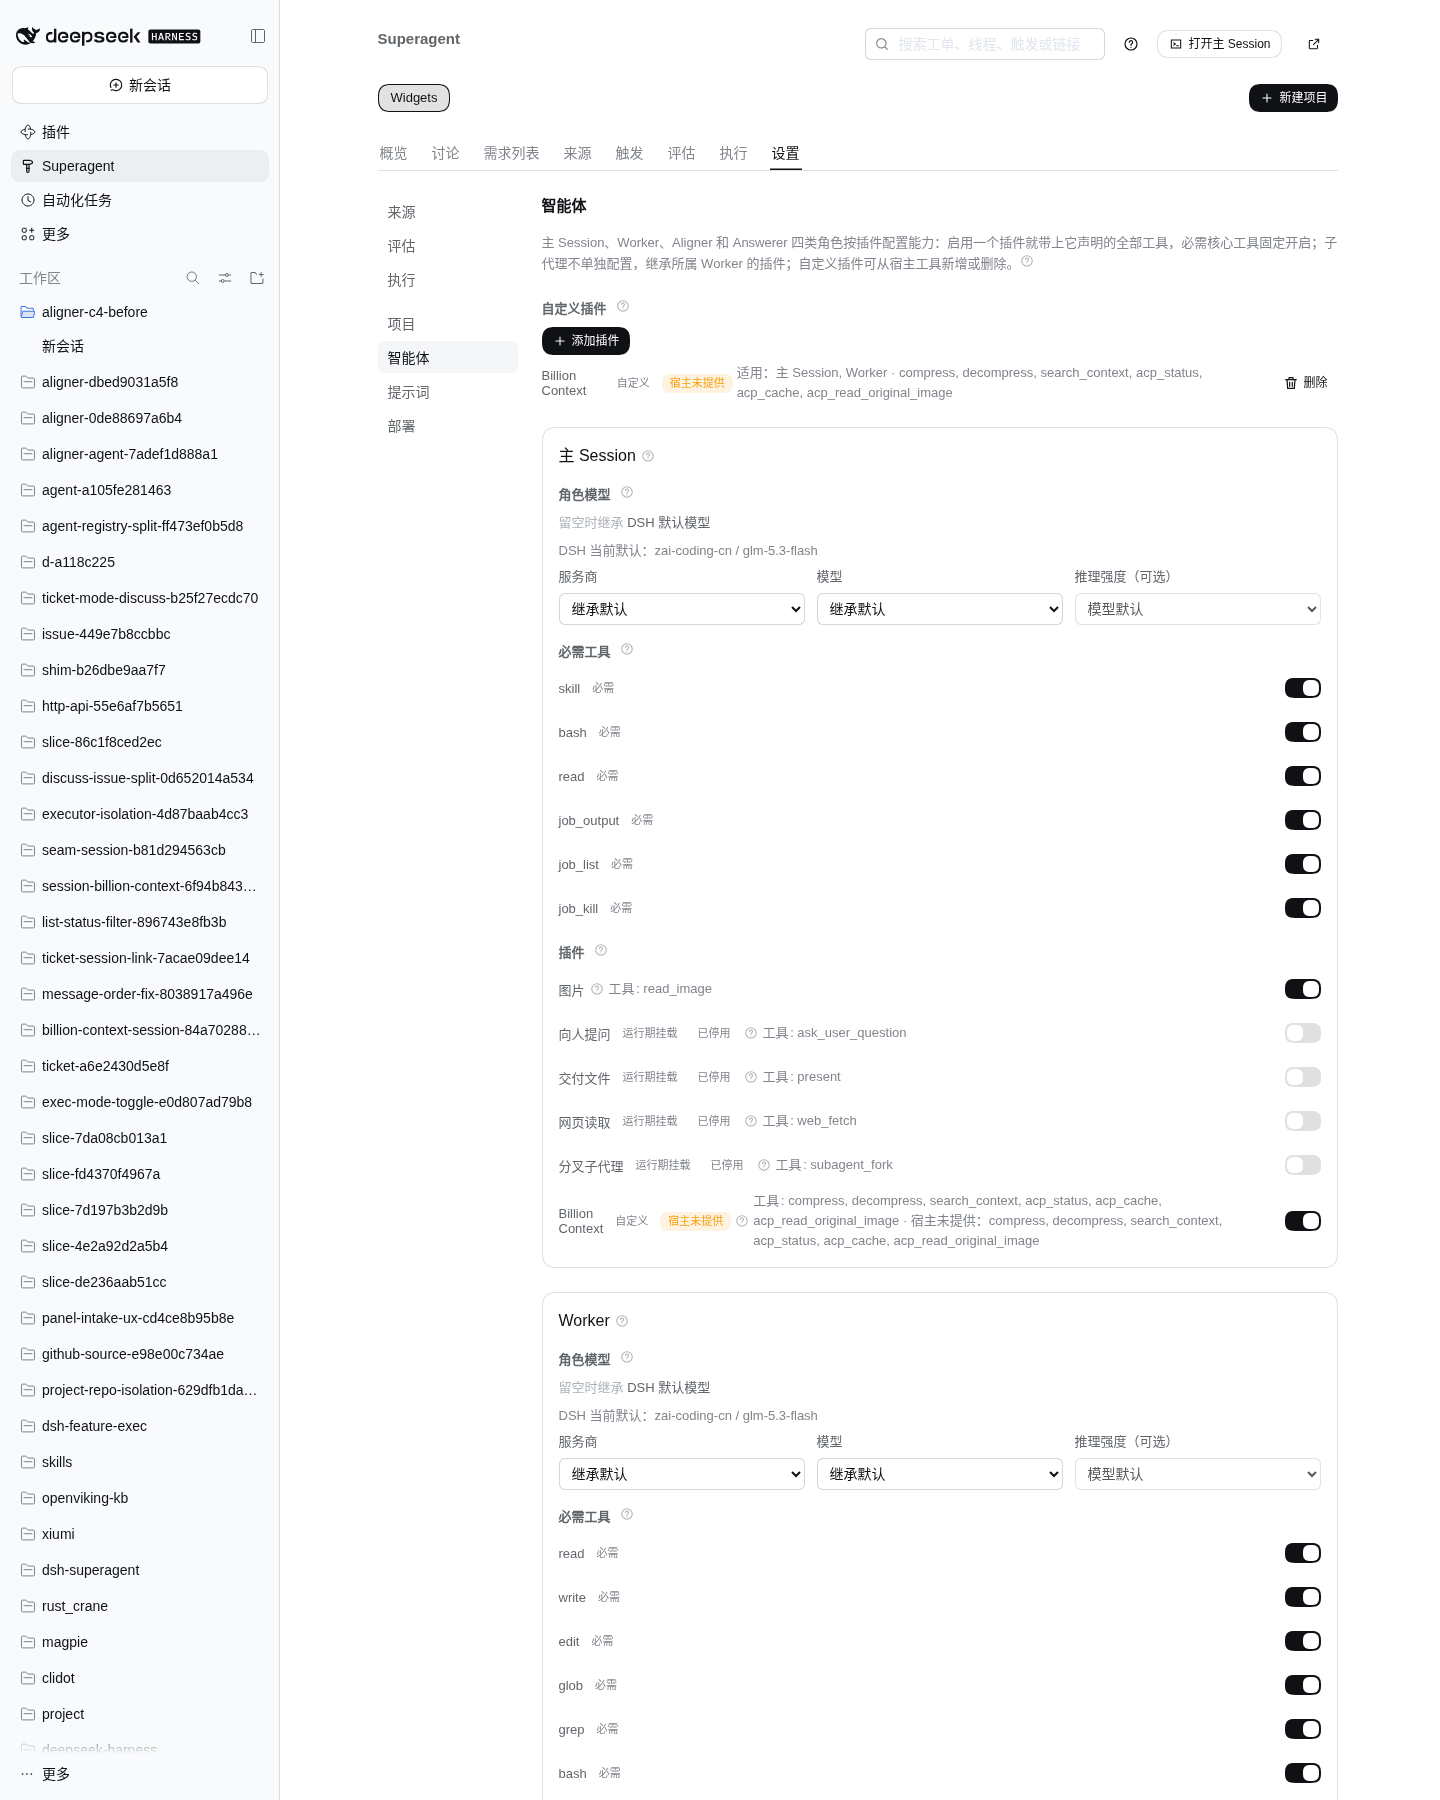 deepseek HARNESS
新会话
插件
Superagent
自动化任务
更多
工作区
aligner-c4-before
新会话
aligner-dbed9031a5f8
aligner-0de88697a6b4
aligner-agent-7adef1d888a1
agent-a105fe281463
agent-registry-split-ff473ef0b5d8
d-a118c225
ticket-mode-discuss-b25f27ecdc70
issue-449e7b8ccbbc
shim-b26dbe9aa7f7
http-api-55e6af7b5651
slice-86c1f8ced2ec
discuss-issue-split-0d652014a534
executor-isolation-4d87baab4cc3
seam-session-b81d294563cb
session-billion-context-6f94b843…
list-status-filter-896743e8fb3b
ticket-session-link-7acae09dee14
message-order-fix-8038917a496e
billion-context-session-84a70288…
ticket-a6e2430d5e8f
exec-mode-toggle-e0d807ad79b8
slice-7da08cb013a1
slice-fd4370f4967a
slice-7d197b3b2d9b
slice-4e2a92d2a5b4
slice-de236aab51cc
panel-intake-ux-cd4ce8b95b8e
github-source-e98e00c734ae
project-repo-isolation-629dfb1da…
dsh-feature-exec
skills
openviking-kb
xiumi
dsh-superagent
rust_crane
magpie
clidot
project
deepseek-harness
更多
Superagent
搜索工单、线程、触发或链接
打开主 Session
Widgets
新建项目
概览 讨论 需求列表 来源 触发 评估 执行 设置
来源
评估
执行
项目
智能体
提示词
部署
智能体
主 Session、Worker、Aligner 和 Answerer 四类角色按插件配置能力：启用一个插件就带上它声明的全部工具，必需核心工具固定开启；子
代理不单独配置，继承所属 Worker 的插件；自定义插件可从宿主工具新增或删除。
自定义插件
添加插件
Billion Context 自定义 宿主未提供 适用：主 Session, Worker · compress, decompress, search_context, acp_status,
acp_cache, acp_read_original_image
删除
主 Session
角色模型
留空时继承 DSH 默认模型
DSH 当前默认：zai-coding-cn / glm-5.3-flash
服务商 模型 推理强度（可选）
继承默认 继承默认 模型默认
必需工具
skill 必需
bash 必需
read 必需
job_output 必需
job_list 必需
job_kill 必需
插件
图片 工具: read_image
向人提问 运行期挂载 已停用 工具: ask_user_question
交付文件 运行期挂载 已停用 工具: present
网页读取 运行期挂载 已停用 工具: web_fetch
分叉子代理 运行期挂载 已停用 工具: subagent_fork
Billion Context 自定义 宿主未提供 工具: compress, decompress, search_context, acp_status, acp_cache,
acp_read_original_image · 宿主未提供：compress, decompress, search_context,
acp_status, acp_cache, acp_read_original_image
Worker
角色模型
留空时继承 DSH 默认模型
DSH 当前默认：zai-coding-cn / glm-5.3-flash
服务商 模型 推理强度（可选）
继承默认 继承默认 模型默认
必需工具
read 必需
write 必需
edit 必需
glob 必需
grep 必需
bash 必需